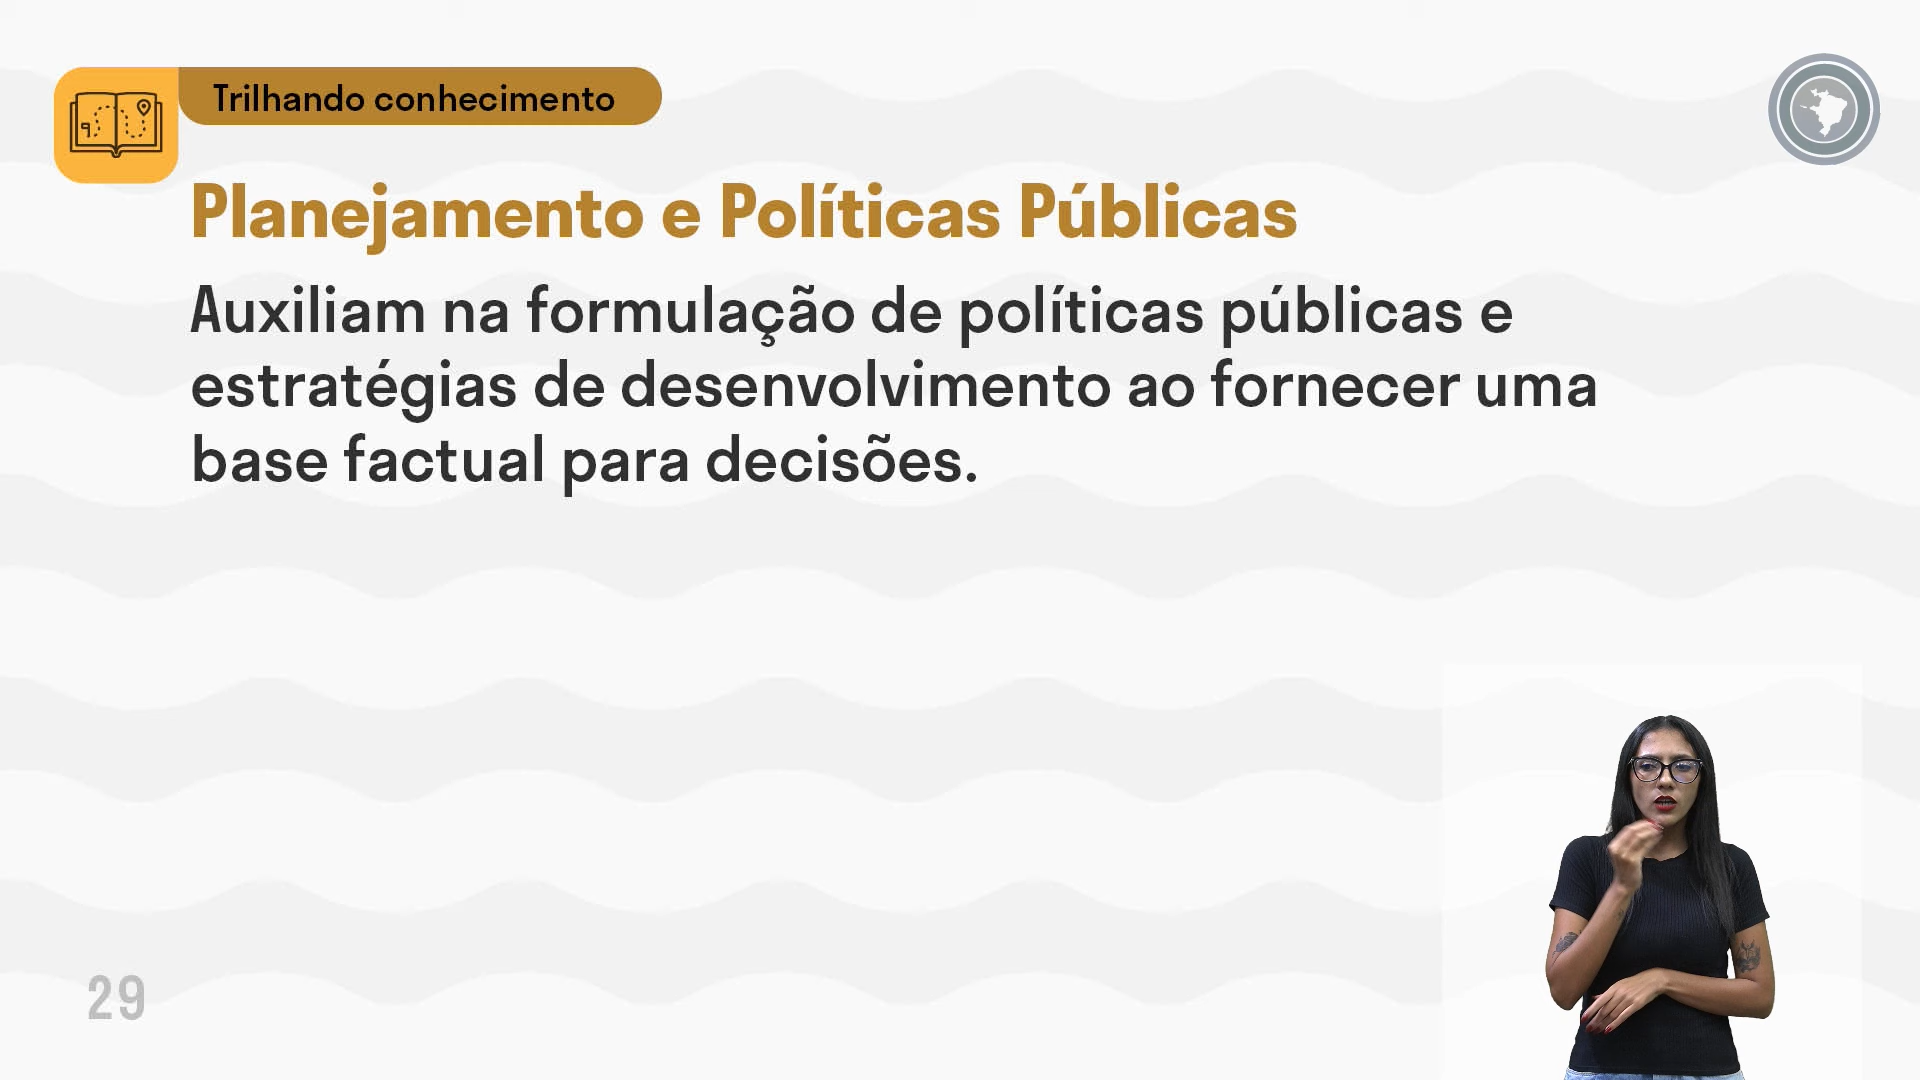 Trilhando conhecimento
Planejamento e Políticas Públicas
Auxiliam na formulação de políticas públicas e
estratégias de desenvolvimento ao fornecer uma
base factual para decisões.
29